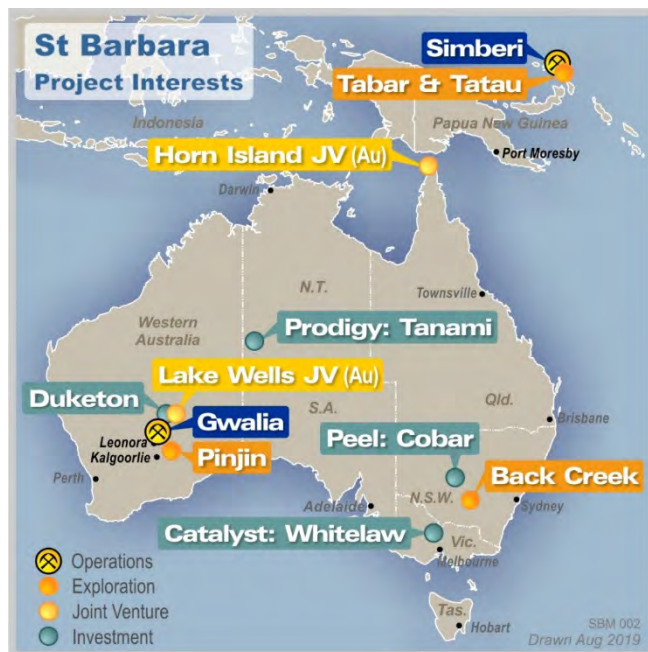 St Barbara
Project Interests
Simberi
Tabar & Tatau
Indonesia
Papua New Guinea
Port Moresby
Horn Island JV (Au)
Darwin
N.T.
Townsville
Western
Australia
Prodigy: Tanami
Lake Wells JV (Au)
Duketon
S.A.
Qld.
Gwalia
Brisbane
Leonora
Kalgoorlie
Peel: Cobar
Pinjin
Back Creek
Perth
N.S.W.
Adelaide
Sydney
Catalyst: Whitelaw
Vic.
Melbourne
Operations
Exploration
Joint Venture
Investment
Tas.
Hobart
SBM 002
Drawn Aug 2019